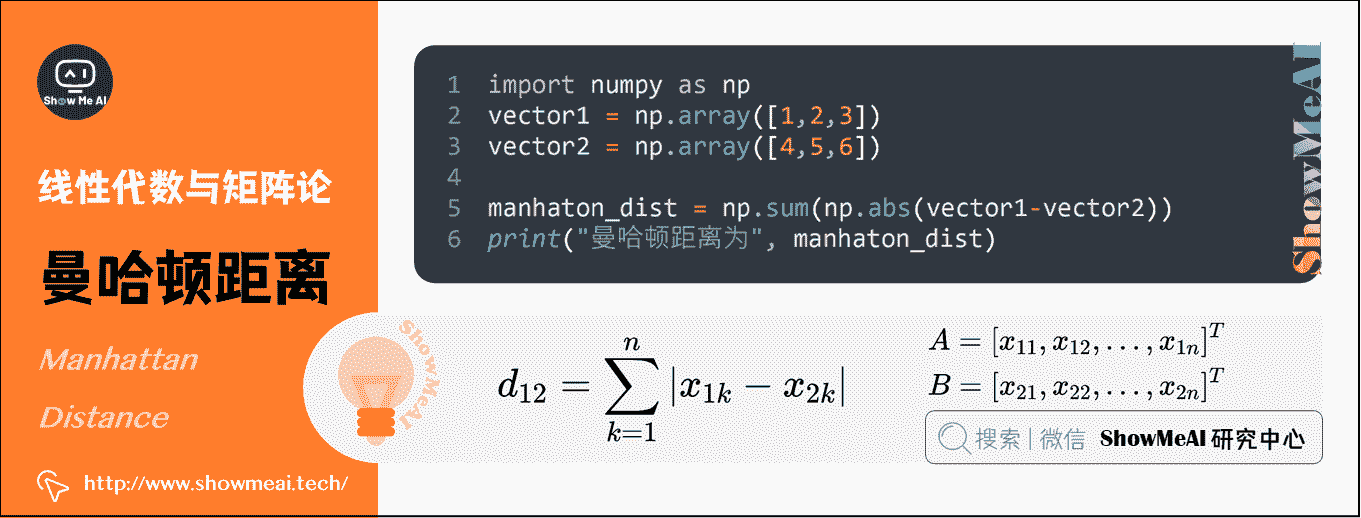 Show Me AI
线性代数与矩阵论
曼哈顿距离
Manhattan
Distance
http://www.showmeai.tech/
1 import numpy as np
2 vector1 = np.array([1,2,3])
3 vector2 = np.array([4,5,6])
4
5 manhaton_dist = np.sum(np.abs(vector1-vector2))
6 print("曼哈顿距离为", manhaton_dist)
ShowMeAI
ShowMeAI
d_{12} = \sum_{k=1}^{n} |x_{1k} - x_{2k}|
A = [x_{11}, x_{12}, \ldots, x_{1n}]^T
B = [x_{21}, x_{22}, \ldots, x_{2n}]^T
搜索 | 微信 ShowMeAI 研究中心